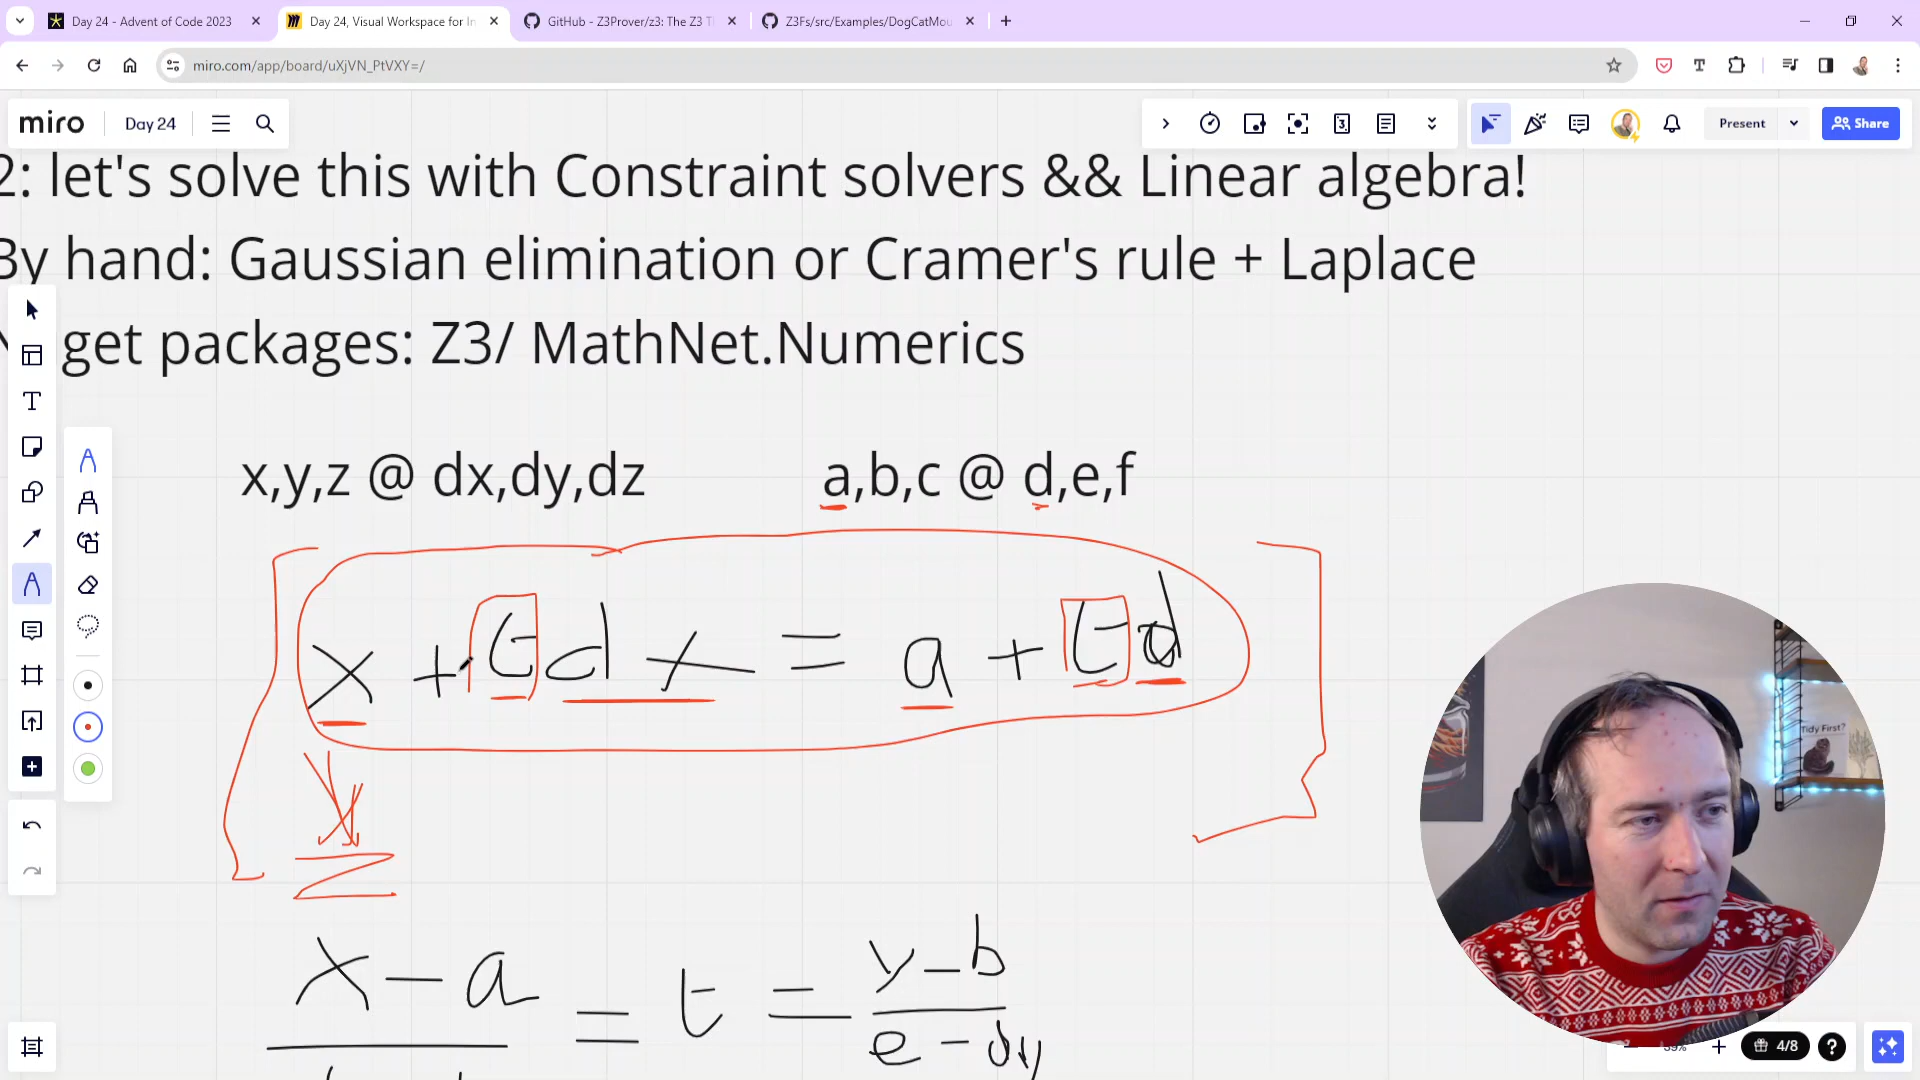 Day 24 - Advent of Code 2023
Day 24, Visual Workspace for In
GitHub - Z3Prover/z3: The Z3 T
Z3Fs/src/Examples/DogCatMou
miro.com/app/board/uXjVN_PtVXY=/
miro
Day 24
3
Present
Share
2: let's solve this with Constraint solvers && Linear algebra!
By hand: Gaussian elimination or Cramer's rule + Laplace
get packages: Z3/ MathNet.Numerics
x,y,z @ dx,dy,dz
a,b,c @ d,e,f
x + t dx = a + t d
y
z
x - a = t = y - b
e - dy
Tidy First?
4/8
?